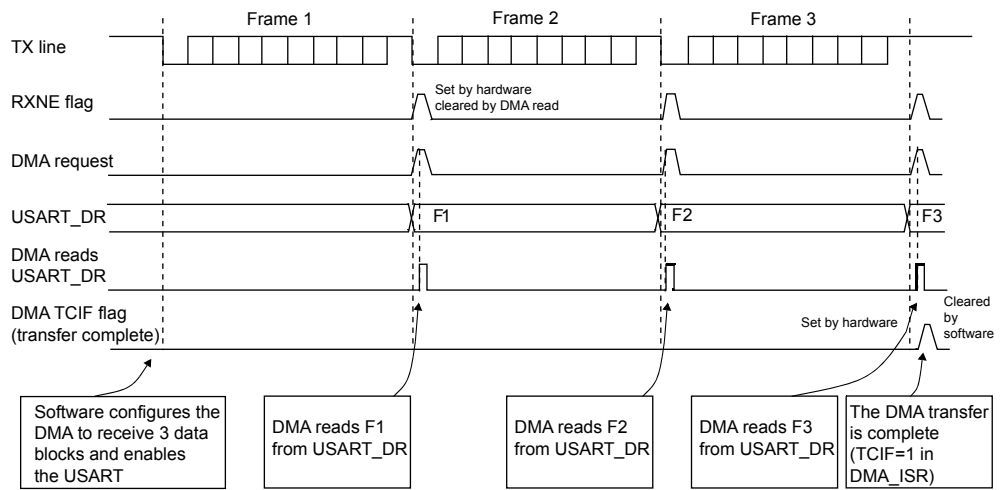 Frame 1
Frame 2
Frame 3
TX line
RXNE flag
Set by hardware
cleared by DMA read
DMA request
USART_DR
F1
F2
F3
DMA reads
USART_DR
DMA TCIF flag
(transfer complete)
Set by hardware
Cleared
by
software
Software configures the
DMA to receive 3 data
blocks and enables
the USART
DMA reads F1
from USART_DR
DMA reads F2
from USART_DR
DMA reads F3
from USART_DR
The DMA transfer
is complete
(TCIF=1 in
DMA_ISR)